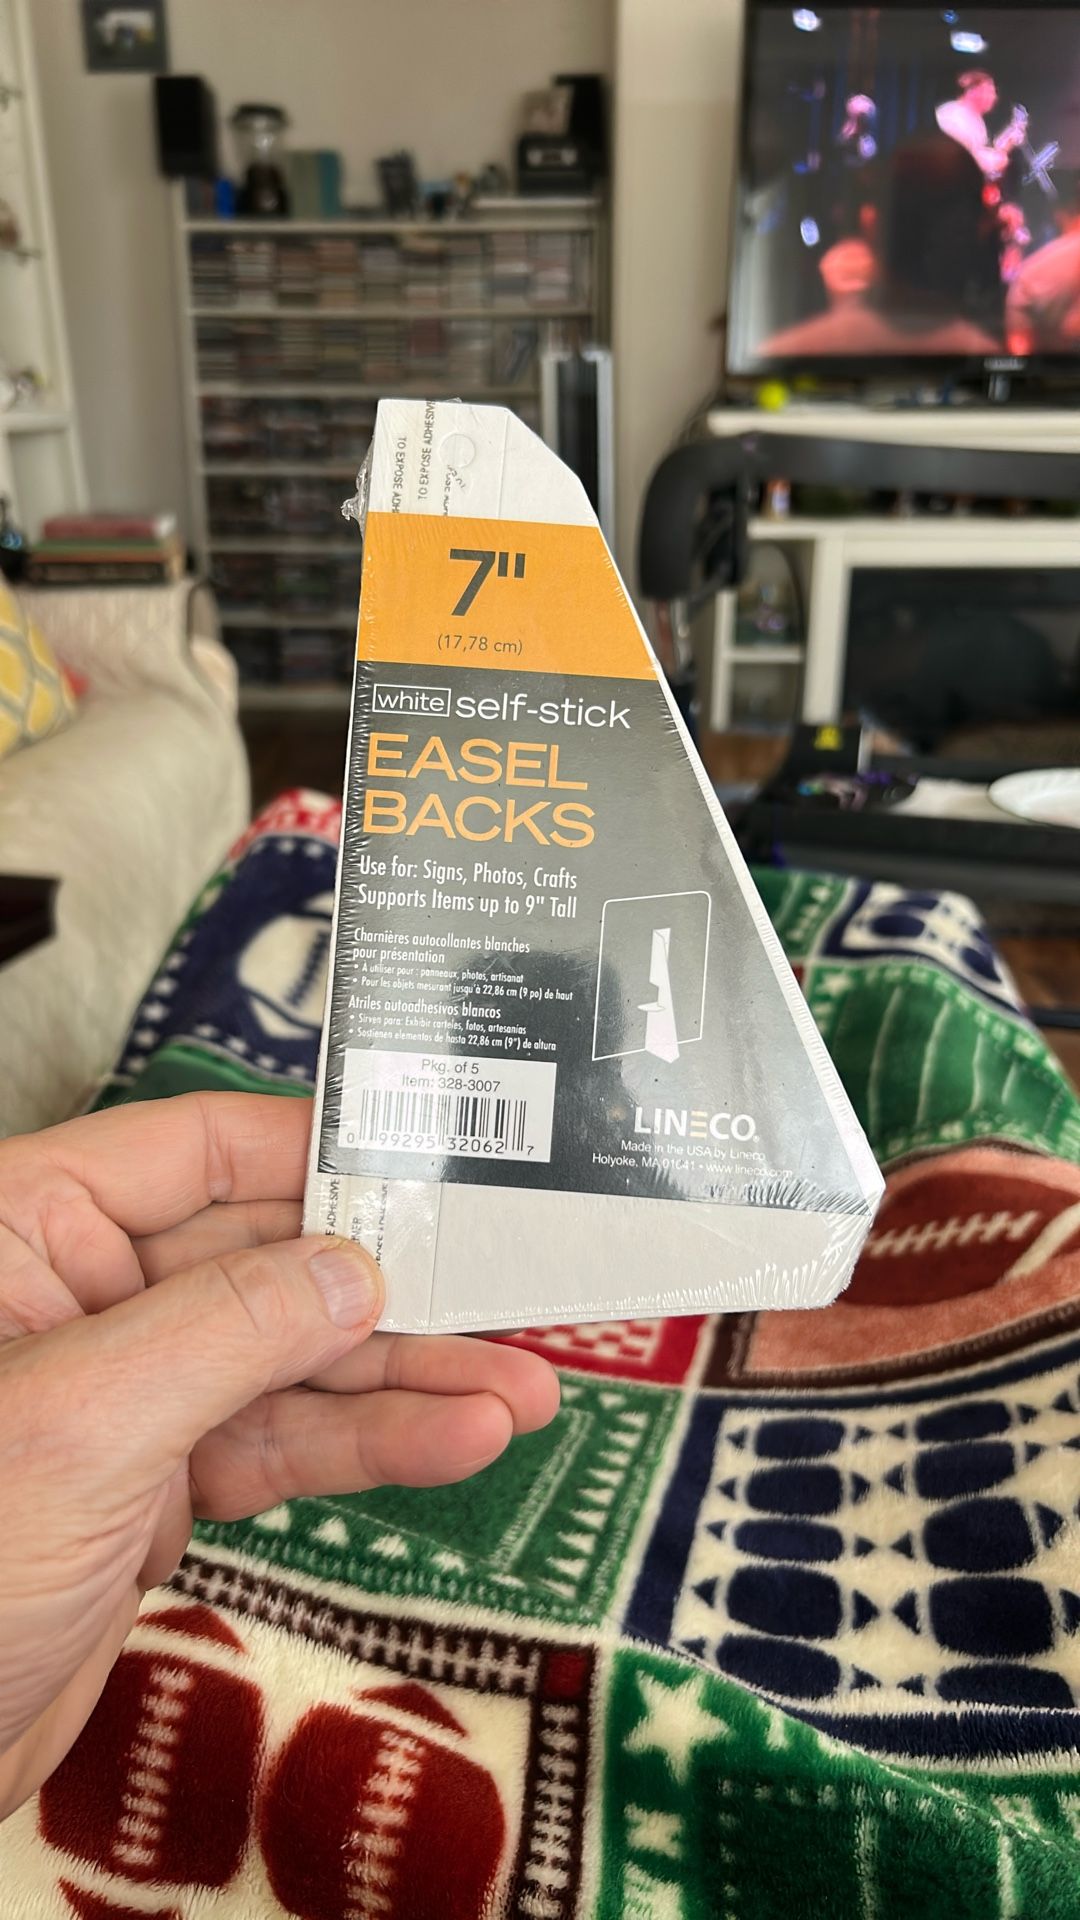 TO EXPOSE ADH
TO EXPOSE ADHESIVE
7"
(17,78 cm)
white self-stick
EASEL
BACKS
Use for: Signs, Photos, Crafts
Supports Items up to 9" Tall
Charnières autocollantes blanches
pour présentation
• À utiliser pour : panneaux, photos, artisanat
• Pour les objets mesurant jusqu'à 22,86 cm (9 po) de haut
Atriles autoadhesivos blancos
• Sirven para: Exhibir carteles, fotos, artesanías
• Sostienen elementos de hasta 22,86 cm (9") de altura
Pkg. of 5
Item: 328-3007
0 99295 32062 7
LINECO®
Made in the USA by Lineco
Holyoke, MA 01041 • www.lineco.com
E ADHESIVE
NER